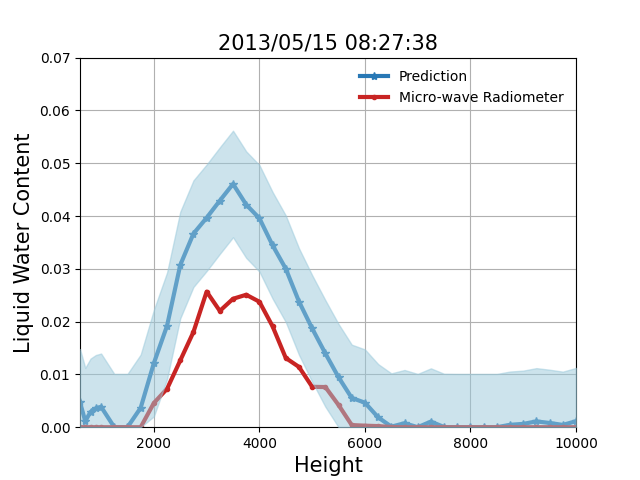 2013/05/15 08:27:38
0.07
0.06
0.05
0.04
0.03
0.02
0.01
0.00
Liquid Water Content
Prediction
Micro-wave Radiometer
2000 4000 6000 8000 10000
Height